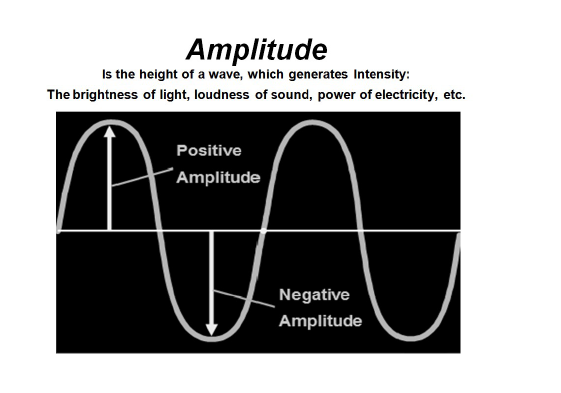 Amplitude
Is the height of a wave, which generates Intensity:
The brightness of light, loudness of sound, power of electricity, etc.
Positive
Amplitude
Negative
Amplitude